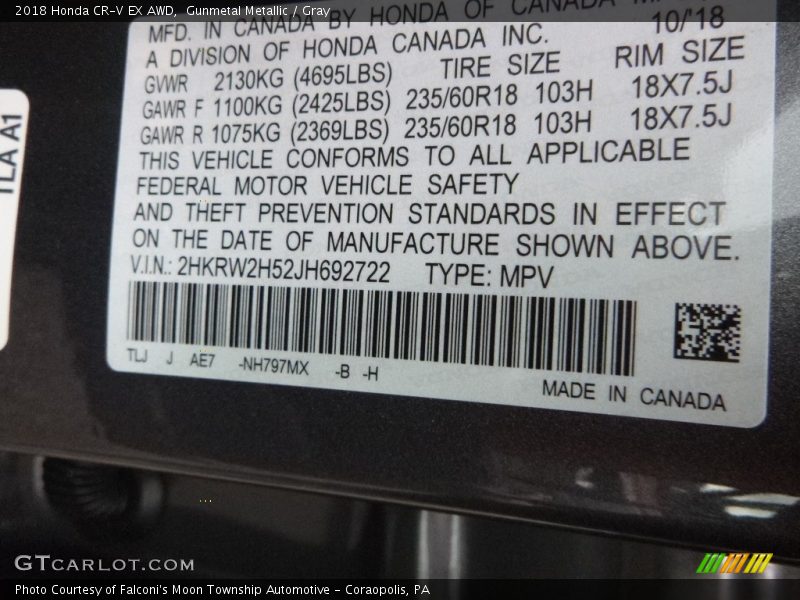 2018 Honda CR-V EX AWD, Gunmetal Metallic / Gray
MFD. IN CANADA BY HONDA OF CANADA
A DIVISION OF HONDA CANADA INC. 10/'18
GVWR 2130KG (4695LBS) TIRE SIZE RIM SIZE
GAWR F 1100KG (2425LBS) 235/60R18 103H 18X7.5J
GAWR R 1075KG (2369LBS) 235/60R18 103H 18X7.5J
THIS VEHICLE CONFORMS TO ALL APPLICABLE
FEDERAL MOTOR VEHICLE SAFETY
AND THEFT PREVENTION STANDARDS IN EFFECT
ON THE DATE OF MANUFACTURE SHOWN ABOVE.
V.I.N.: 2HKRW2H52JH692722 TYPE: MPV
TLJ J AE7 -NH797MX -B -H
MADE IN CANADA
TLA A1
GTCARLOT.COM
Photo Courtesy of Falconi's Moon Township Automotive - Coraopolis, PA